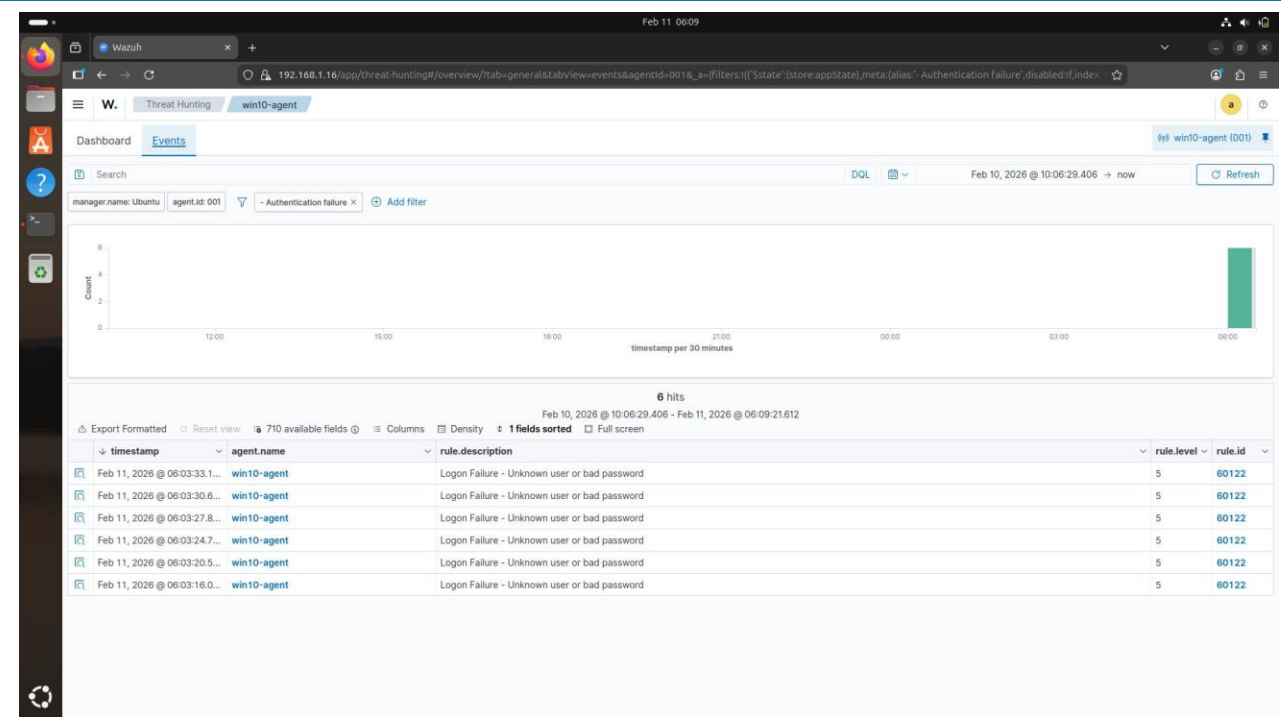 Feb 11 06:09
Wazuh
192.168.1.16/app/threat-hunting#/overview/?tab=general&tabView=events&agentId=001&_a=(filters:!(('$state':(store:appState),meta:(alias:'- Authentication failure',disabled:!f,index:
W. Threat Hunting win10-agent a
Dashboard Events win10-agent (001)
Search DQL Feb 10, 2026 @ 10:06:29.406 → now Refresh
manager.name: Ubuntu agent.id: 001 - Authentication failure × Add filter
6
4
2
0
Count
12:00 15:00 18:00 21:00 00:00 03:00 06:00
timestamp per 30 minutes
6 hits
Feb 10, 2026 @ 10:06:29.406 - Feb 11, 2026 @ 06:09:21.612
Export Formatted Reset view 710 available fields Columns Density 1 fields sorted Full screen
timestamp agent.name rule.description rule.level rule.id
Feb 11, 2026 @ 06:03:33.1... win10-agent Logon Failure - Unknown user or bad password 5 60122
Feb 11, 2026 @ 06:03:30.6... win10-agent Logon Failure - Unknown user or bad password 5 60122
Feb 11, 2026 @ 06:03:27.8... win10-agent Logon Failure - Unknown user or bad password 5 60122
Feb 11, 2026 @ 06:03:24.7... win10-agent Logon Failure - Unknown user or bad password 5 60122
Feb 11, 2026 @ 06:03:20.5... win10-agent Logon Failure - Unknown user or bad password 5 60122
Feb 11, 2026 @ 06:03:16.0... win10-agent Logon Failure - Unknown user or bad password 5 60122